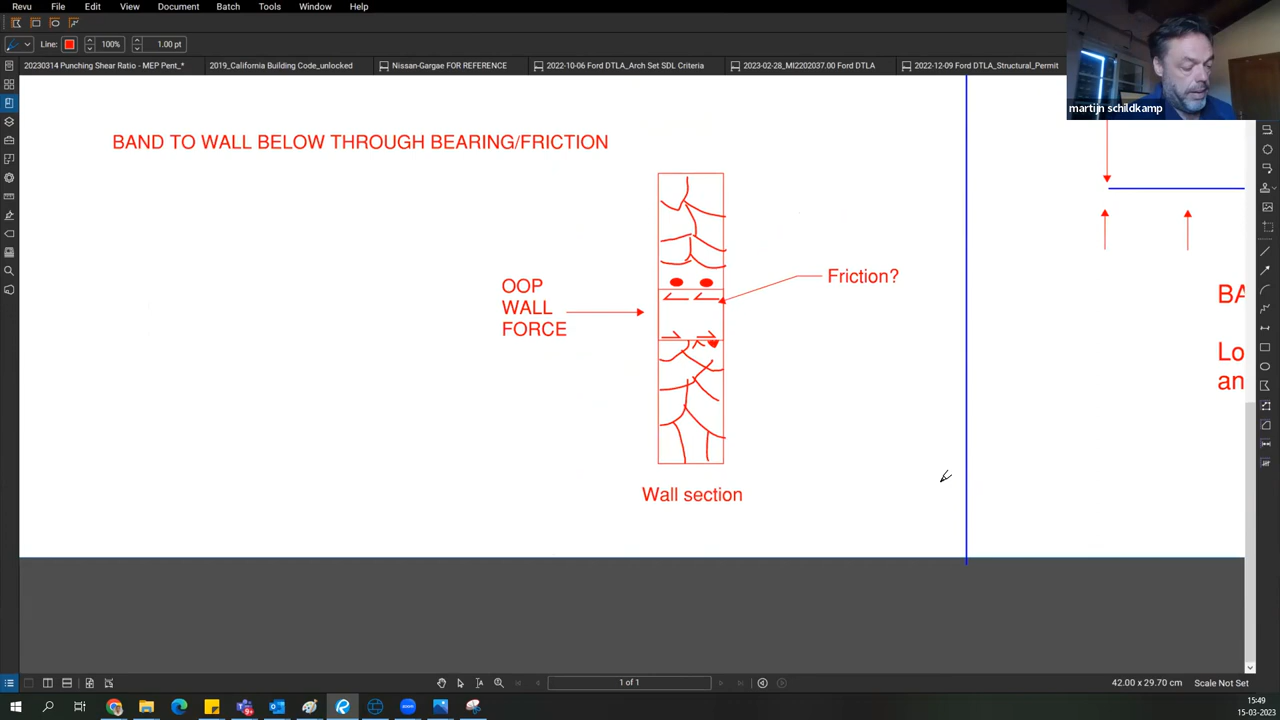 Revu File Edit View Document Batch Tools Window Help
Line: 100% 1.00 pt
20230314 Punching Shear Ratio - MEP Pent_* 2019_California Building Code_unlocked Nissan-Gargae FOR REFERENCE 2022-10-06 Ford DTLA_Arch Set SDL Criteria 2023-02-28_MI2202037.00 Ford DTLA 2022-12-09 Ford DTLA_Structural_Permit
martijn schildkamp
BAND TO WALL BELOW THROUGH BEARING/FRICTION
OOP
WALL
FORCE
Friction?
BA
Lo
an
Wall section
1 of 1
42.00 x 29.70 cm Scale Not Set
15:49
15-03-2023